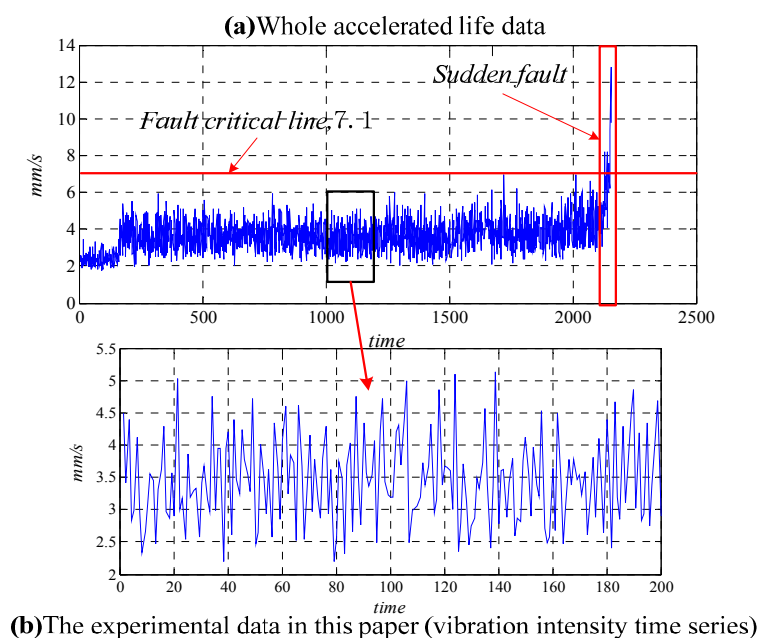 (a)Whole accelerated life data
14
12
10
8
6
4
2
0
mm/s
Sudden fault
Fault critical line,7.1
0 500 1000 1500 2000 2500
time
5.5
5
4.5
4
3.5
3
2.5
2
mm/s
0 20 40 60 80 100 120 140 160 180 200
time
(b)The experimental data in this paper (vibration intensity time series)